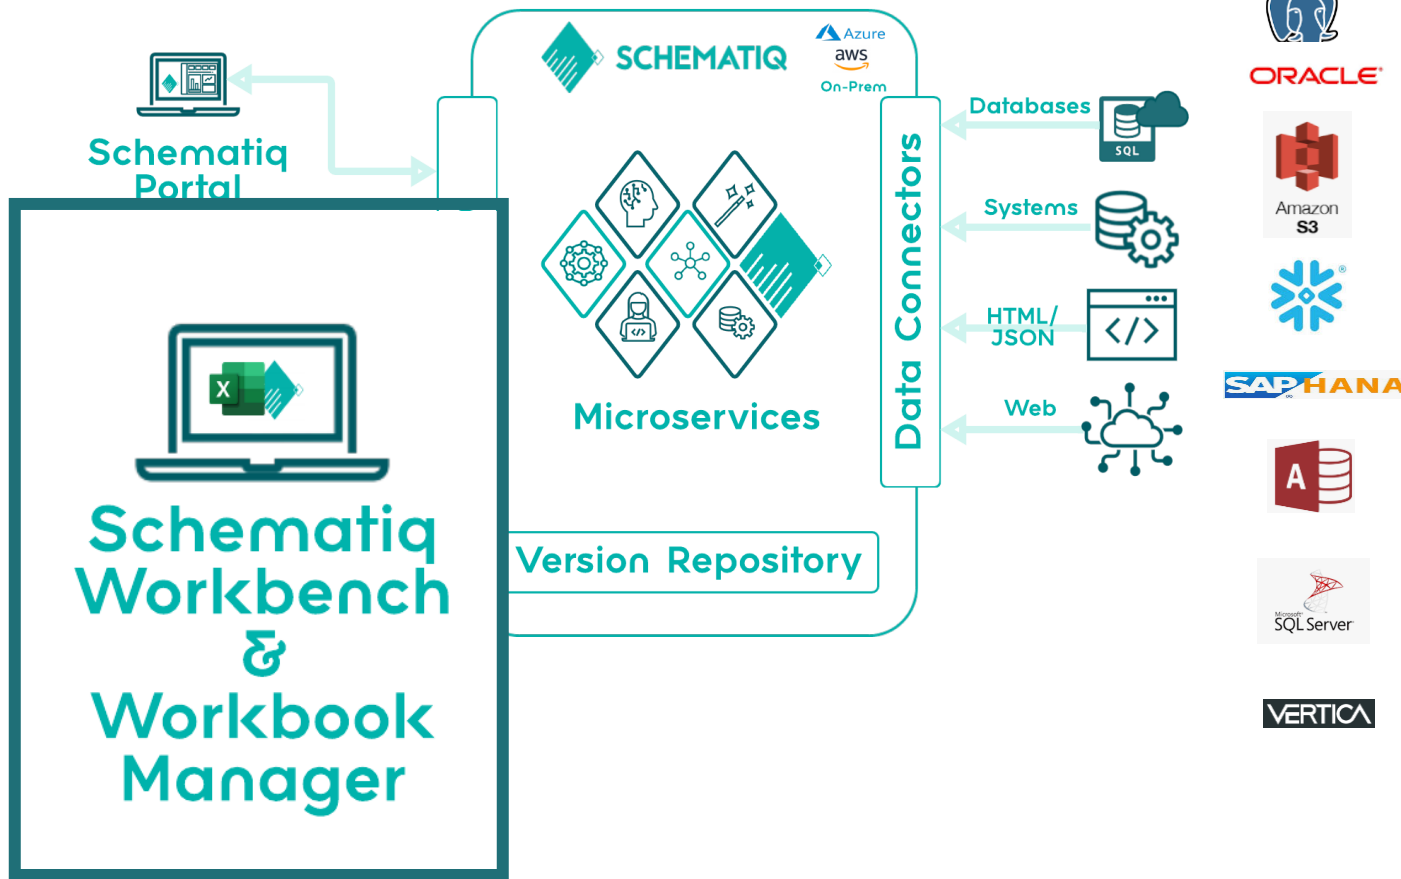 Schematiq
Portal
X
Schematiq
Workbench
&
Workbook
Manager
SCHEMATIQ
Azure
aws
On-Prem
Microservices
Version Repository
Data Connectors
Databases
SQL
Systems
HTML/
JSON
</>
Web
ORACLE
Amazon
S3
SAP HANA
A
Microsoft
SQL Server
VERTICA